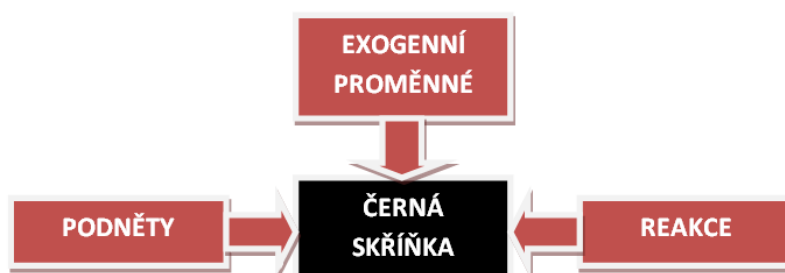 EXOGENNÍ
PROMĚNNÉ
PODNĚTY
ČERNÁ
SKŘÍŇKA
REAKCE